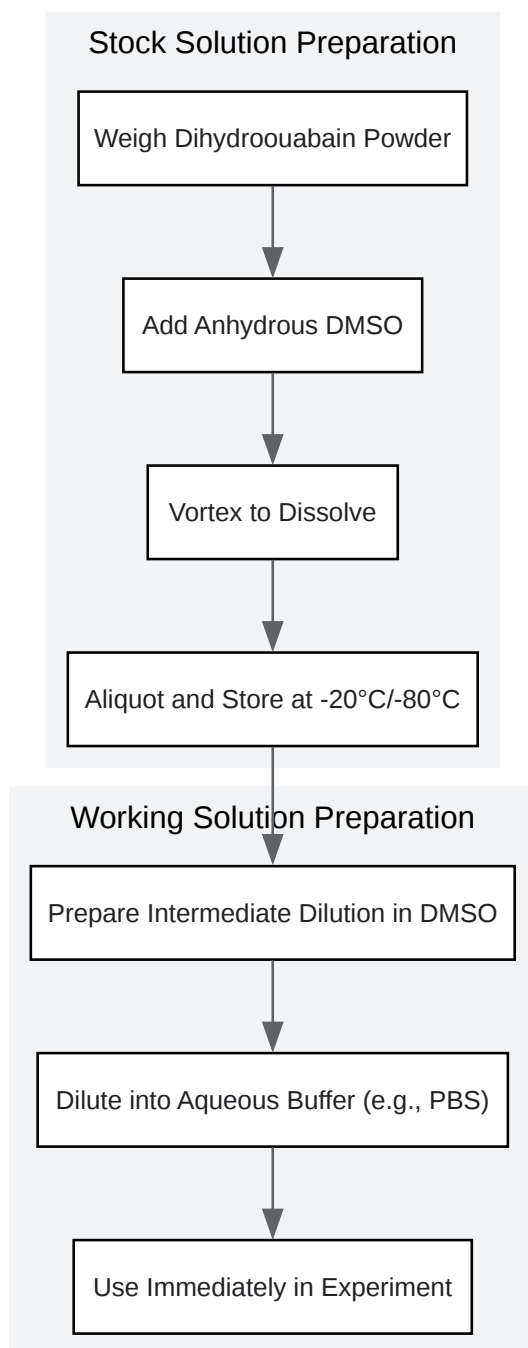 Stock Solution Preparation
Weigh Dihydroouabain Powder
Add Anhydrous DMSO
Vortex to Dissolve
Aliquot and Store at -20°C/-80°C
Working Solution Preparation
Prepare Intermediate Dilution in DMSO
Dilute into Aqueous Buffer (e.g., PBS)
Use Immediately in Experiment